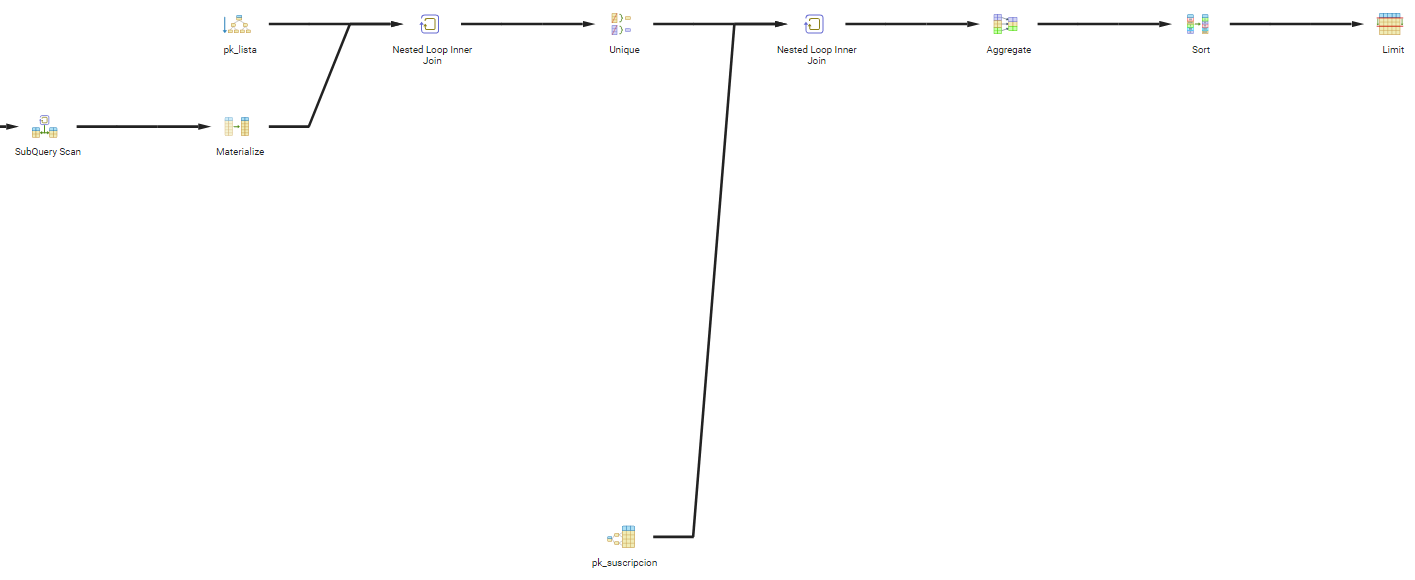 pk_lista
Nested Loop Inner
Join
Unique
Nested Loop Inner
Join
Aggregate
Sort
Limit
SubQuery Scan
Materialize
pk_suscripcion